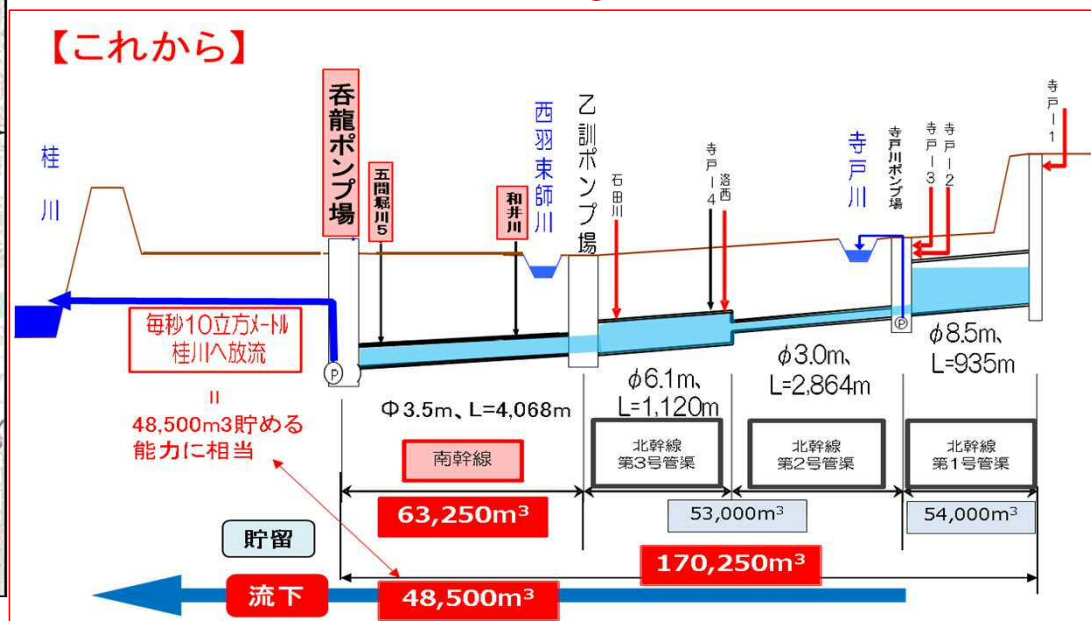 【これから】
桂川
呑龍ポンプ場
五間堀川5
和井川
西羽束師川
乙訓ポンプ場
石田川
寺戸ー4
洛西
寺戸川
寺戸川ポンプ場
寺戸ー3
寺戸ー2
寺戸ー1
毎秒10立方メートル
桂川へ放流
=
48,500m3貯める
能力に相当
P
P
Φ3.5m、L=4,068m
φ6.1m、
L=1,120m
φ3.0m、
L=2,864m
φ8.5m、
L=935m
南幹線
北幹線
第3号管渠
北幹線
第2号管渠
北幹線
第1号管渠
63,250m³
53,000m³
54,000m³
貯留
170,250m³
流下
48,500m³